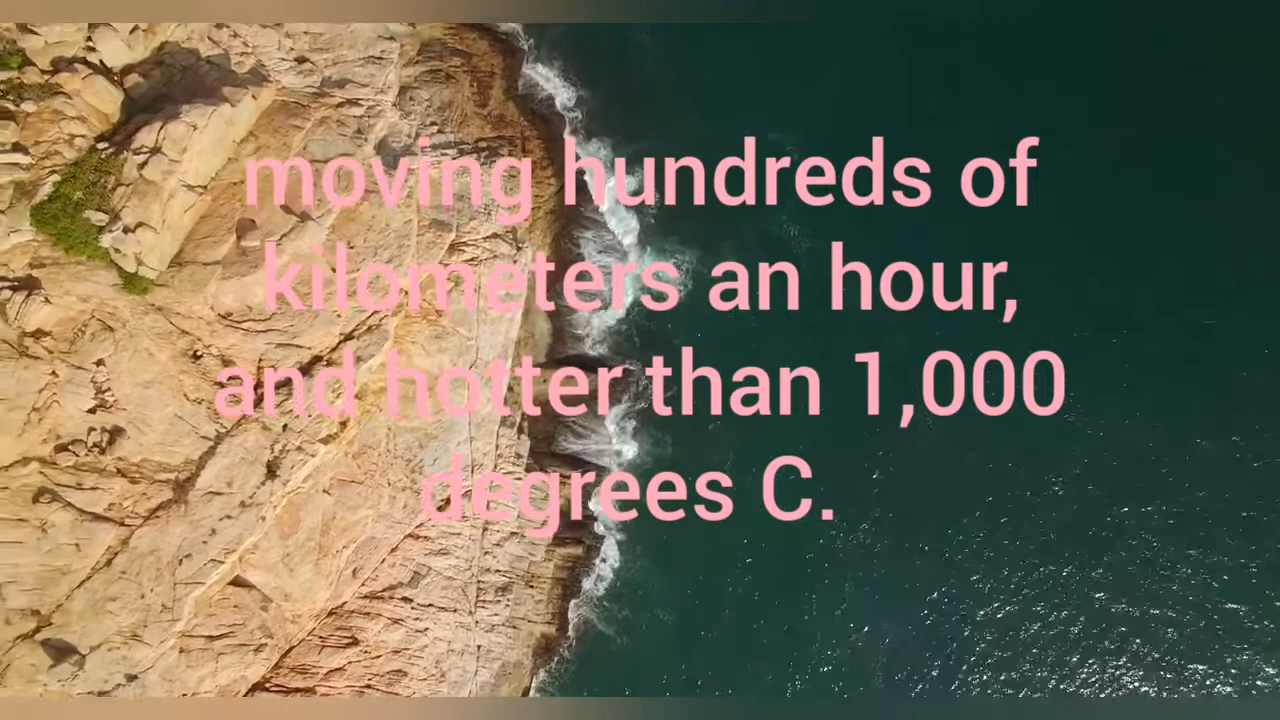 moving hundreds of
kilometers an hour,
and hotter than 1,000
degrees C.